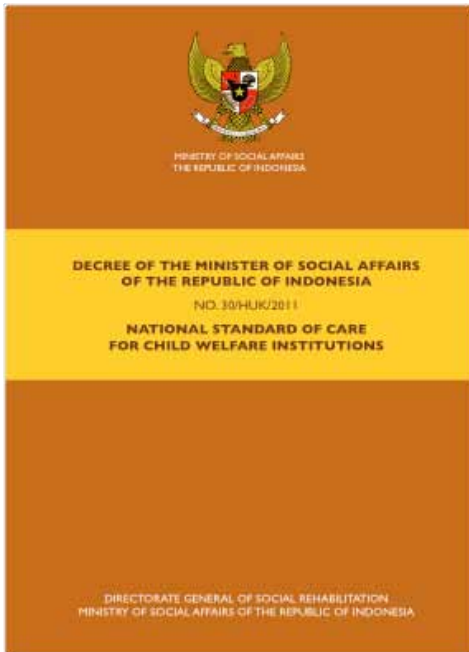 MINISTRY OF SOCIAL AFFAIRS
THE REPUBLIC OF INDONESIA
DECREE OF THE MINISTER OF SOCIAL AFFAIRS
OF THE REPUBLIC OF INDONESIA
NO. 30/HUK/2011
NATIONAL STANDARD OF CARE
FOR CHILD WELFARE INSTITUTIONS
DIRECTORATE GENERAL OF SOCIAL REHABILITATION
MINISTRY OF SOCIAL AFFAIRS OF THE REPUBLIC OF INDONESIA